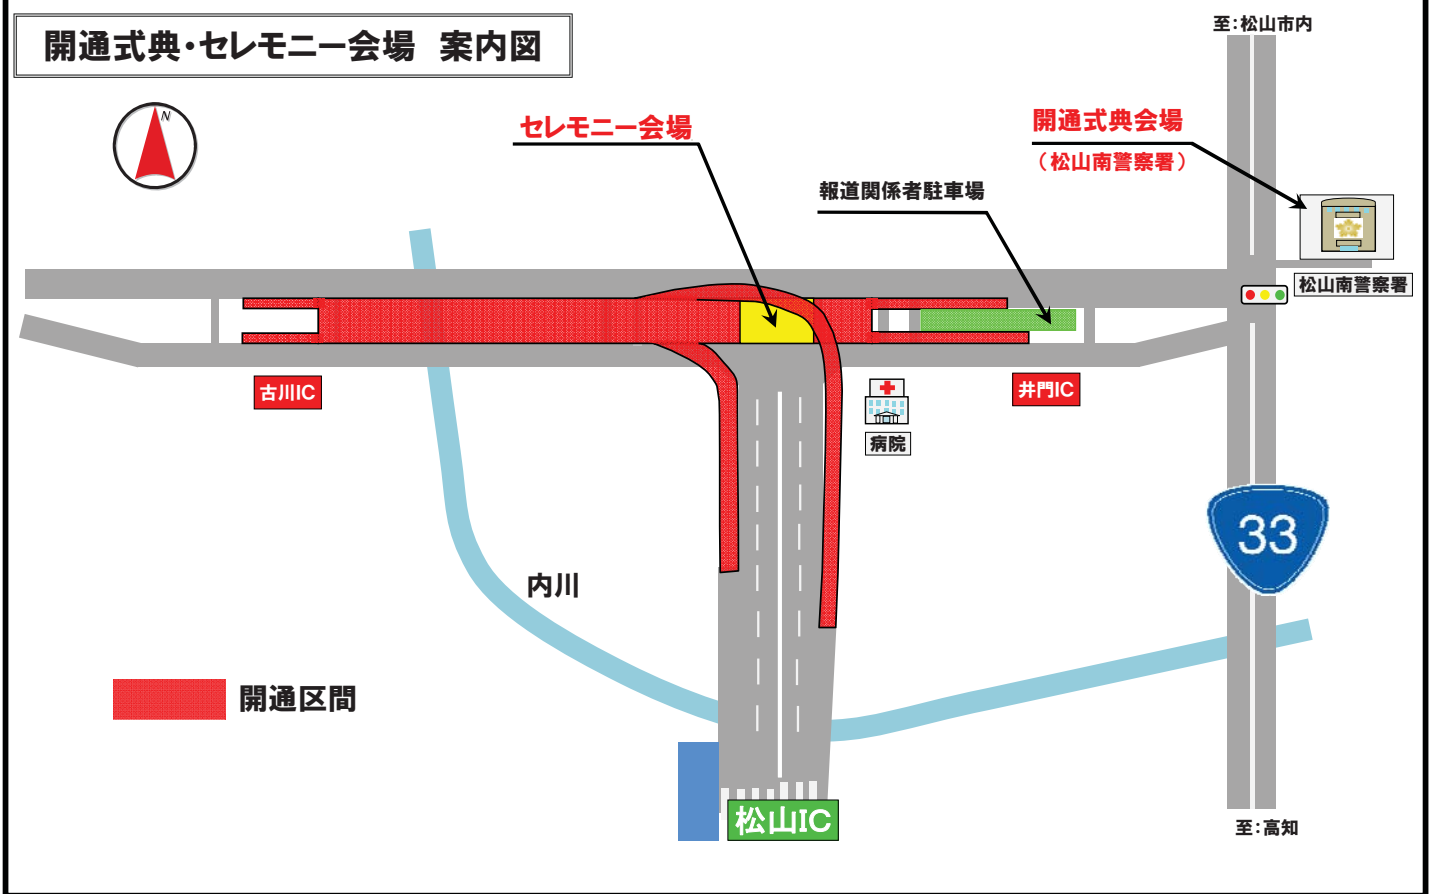 開通式典・セレモニー会場　案内図
至：松山市内
N
セレモニー会場
開通式典会場
（松山南警察署）
報道関係者駐車場
松山南警察署
古川IC
井門IC
病院
33
内川
開通区間
松山IC
至：高知